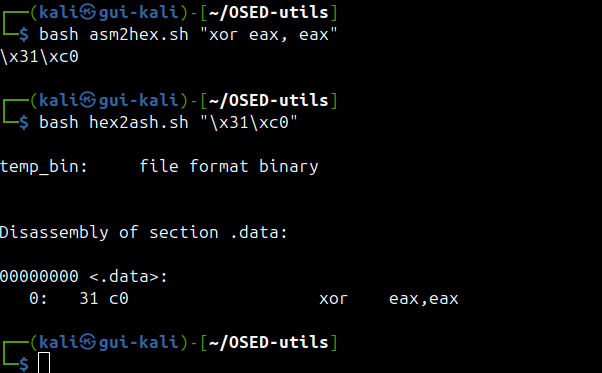 ┌──(kali㉿gui-kali)-[~/OSED-utils]
└─$ bash asm2hex.sh "xor eax, eax"
\x31\xc0
┌──(kali㉿gui-kali)-[~/OSED-utils]
└─$ bash hex2ash.sh "\x31\xc0"
temp_bin:     file format binary
Disassembly of section .data:
00000000 <.data>:
   0:   31 c0                   xor    eax,eax
┌──(kali㉿gui-kali)-[~/OSED-utils]
└─$